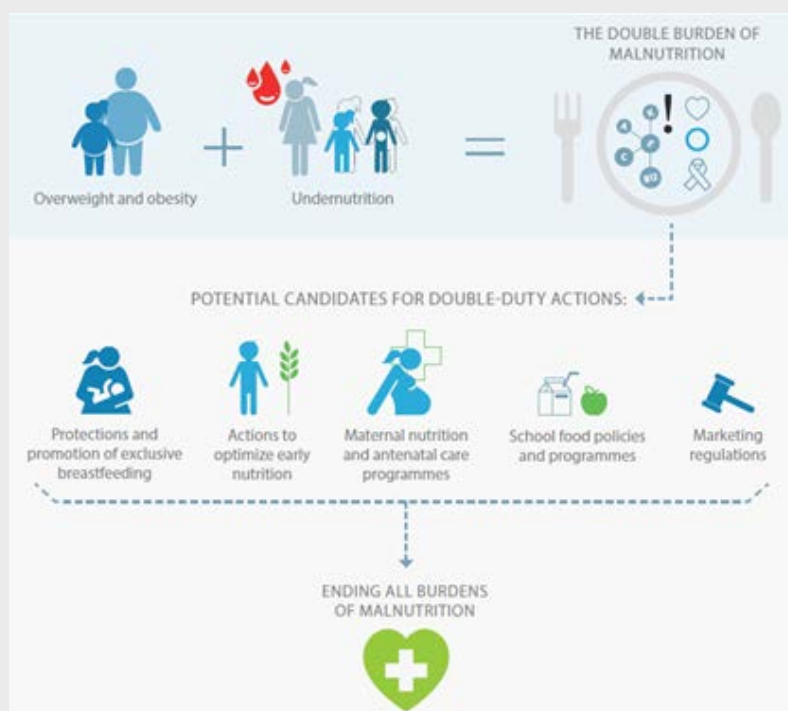 THE DOUBLE BURDEN OF
MALNUTRITION
+
=
!
A
C
B12
Overweight and obesity
Undernutrition
POTENTIAL CANDIDATES FOR DOUBLE-DUTY ACTIONS:
Protections and
promotion of exclusive
breastfeeding
Actions to
optimize early
nutrition
Maternal nutrition
and antenatal care
programmes
School food policies
and programmes
Marketing
regulations
ENDING ALL BURDENS
OF MALNUTRITION